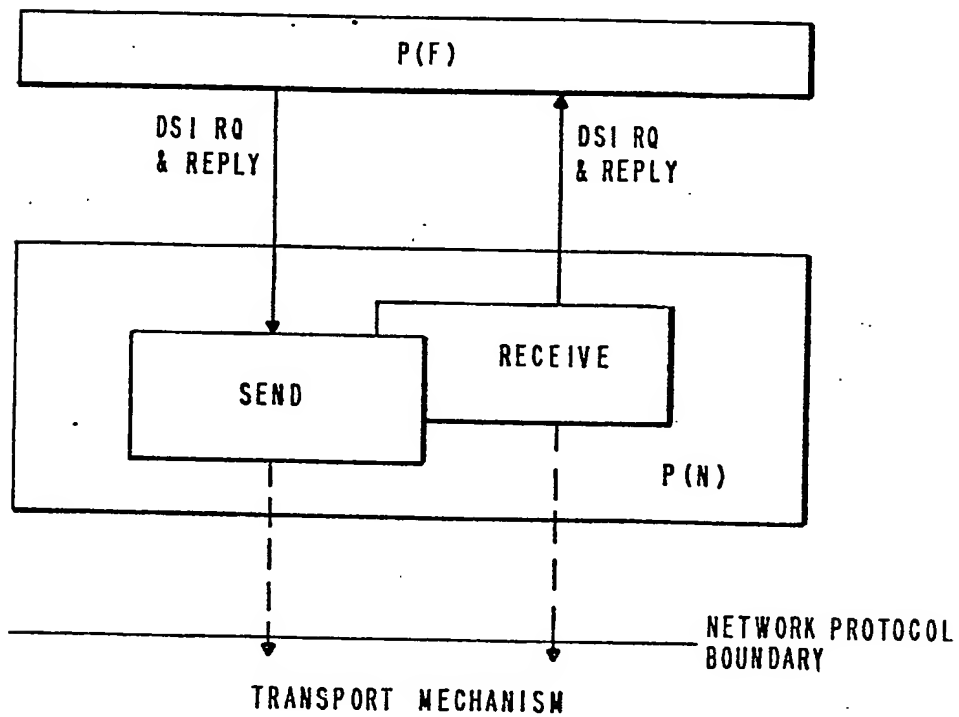 P(F)
DSI RQ
& REPLY
DSI RQ
& REPLY
RECEIVE
SEND
P(N)
NETWORK PROTOCOL
BOUNDARY
TRANSPORT MECHANISM